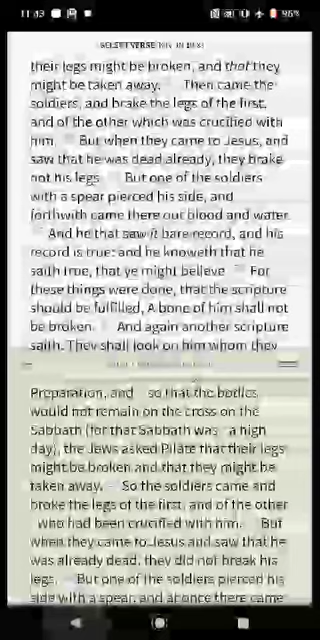 11:43
96%
their legs might be broken, and that they
might be taken away. Then came the
soldiers, and brake the legs of the first,
and of the other which was crucified with
him. But when they came to Jesus, and
saw that he was dead already, they brake
not his legs But one of the soldiers
with a spear pierced his side, and
forthwith came there out blood and water.
And he that saw it bare record, and his
record is true: and he knoweth that he
saith true, that ye might believe For
these things were done, that the scripture
should be fulfilled, A bone of him shall not
be broken. And again another scripture
saith, They shall look on him whom they
Preparation, and so that the bodies
would not remain on the cross on the
Sabbath (for that Sabbath was a high
day), the Jews asked Pilate that their legs
might be broken and that they might be
taken away. So the soldiers came and
broke the legs of the first, and of the other
who had been crucified with him. But
when they came to Jesus and saw that he
was already dead, they did not break his
legs. But one of the soldiers pierced his
side with a spear, and at once there came